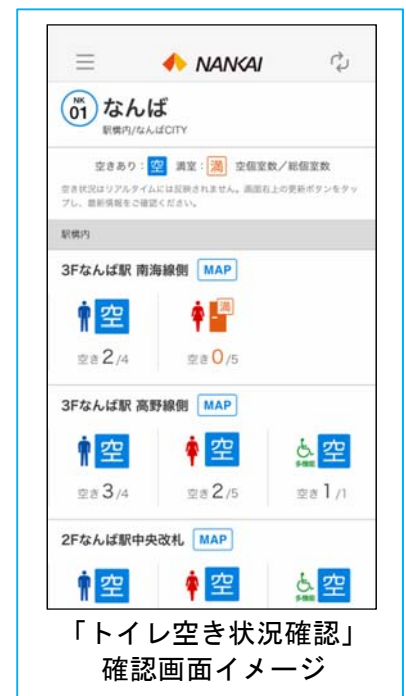 NANKAI
NK
01
なんば
駅構内/なんばCITY
空きあり：空 満室：満 空個室数／総個室数
空き状況はリアルタイムには反映されません。画面右上の更新ボタンをタッ
プし、最新情報をご確認ください。
駅構内
3Fなんば駅 南海線側 MAP
空 満
空き2/4 空き0/5
3Fなんば駅 高野線側 MAP
空 空 多機能 空
空き3/4 空き2/5 空き1/1
2Fなんば駅中央改札 MAP
空 空 多機能 空
「トイレ空き状況確認」
確認画面イメージ